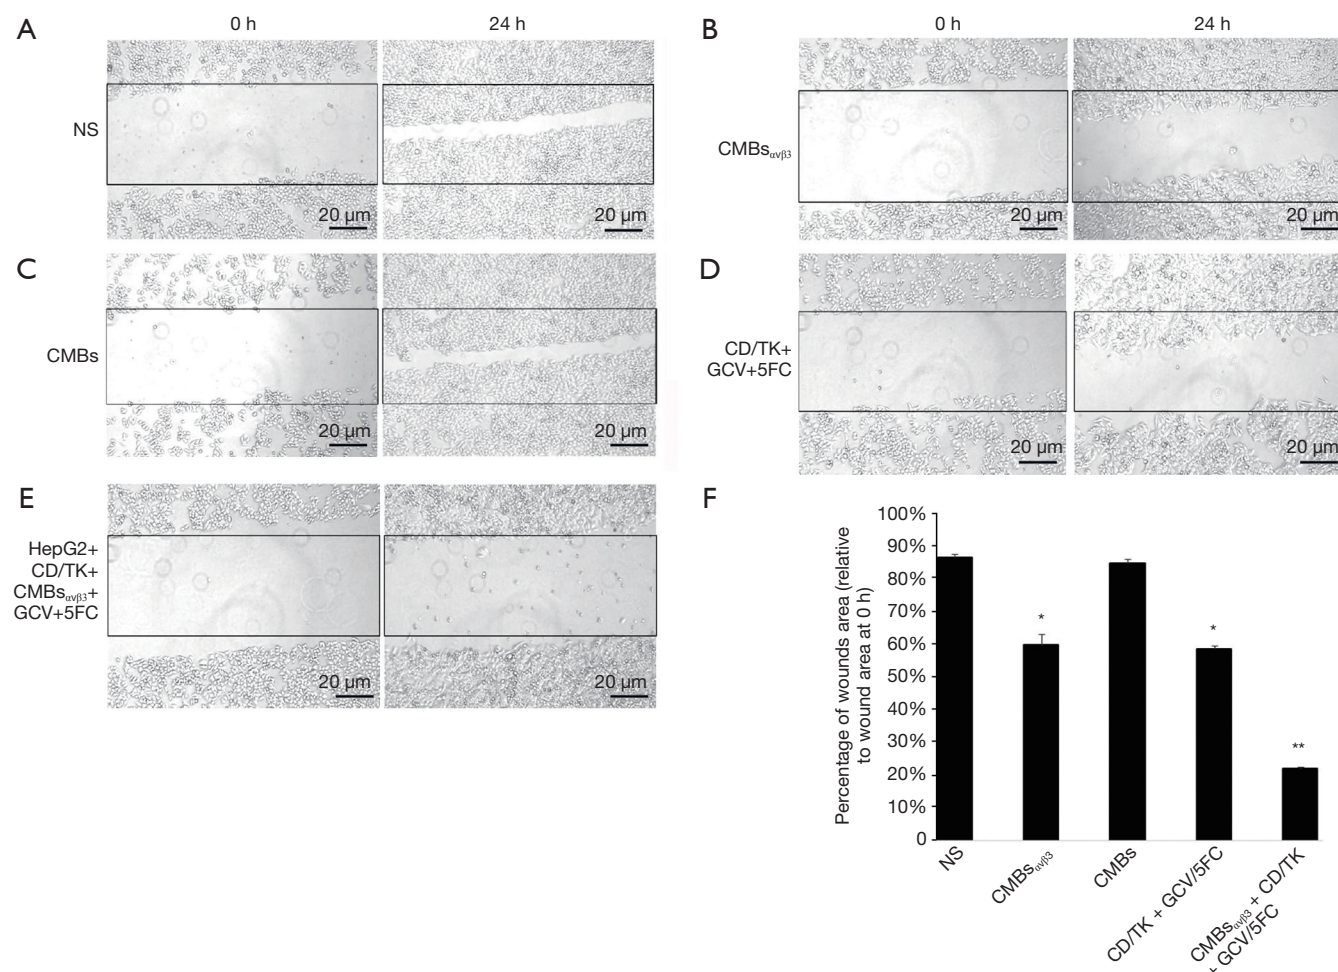 A
0 h
24 h
NS
20 µm
20 µm
B
0 h
24 h
CMBsαvβ3
20 µm
20 µm
C
CMBs
20 µm
20 µm
D
CD/TK+
GCV+5FC
20 µm
20 µm
E
HepG2+
CD/TK+
CMBsαvβ3+
GCV+5FC
20 µm
20 µm
F
Percentage of wounds area (relative
to wound area at 0 h)
100%
90%
80%
70%
60%
50%
40%
30%
20%
10%
0
*
*
**
NS
CMBsαvβ3
CMBs
CD/TK + GCV/5FC
CMBsαvβ3 + CD/TK
+ GCV/5FC